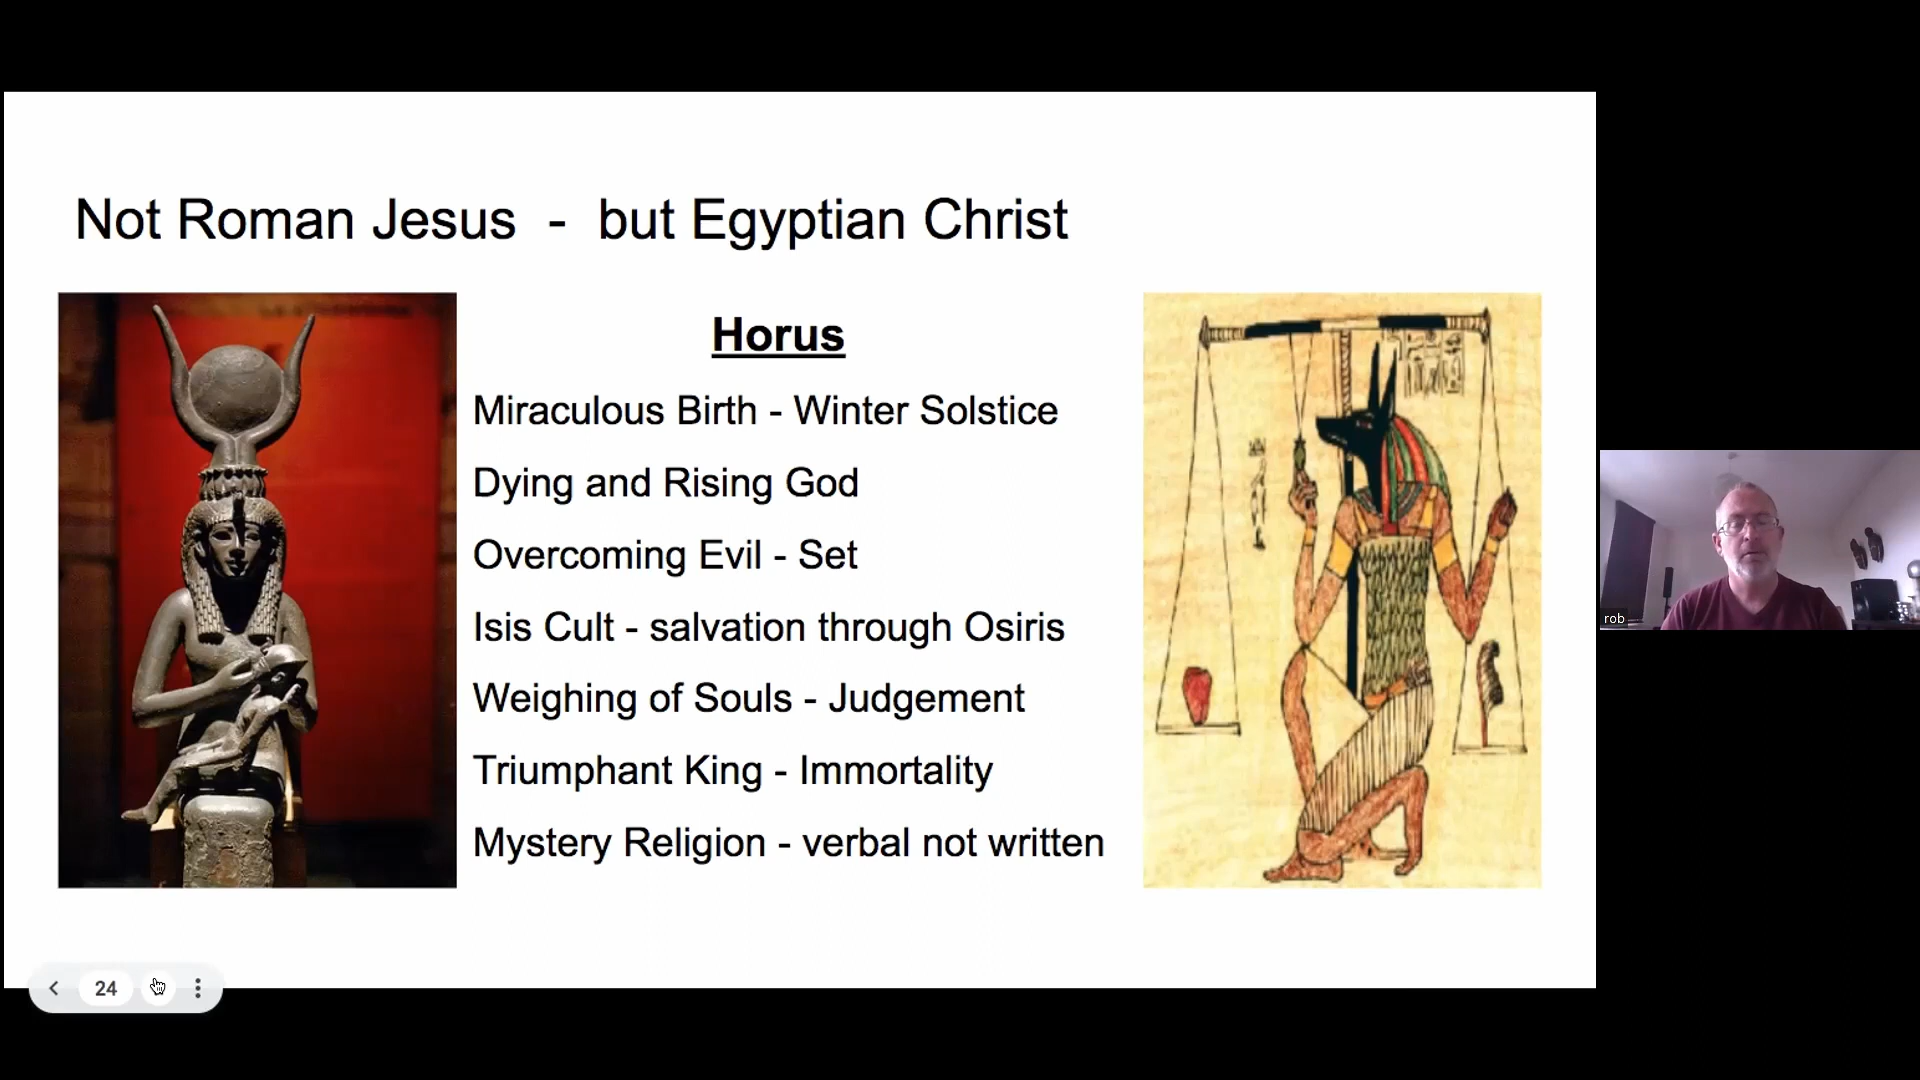 Not Roman Jesus - but Egyptian Christ
Horus
Miraculous Birth - Winter Solstice
Dying and Rising God
Overcoming Evil - Set
Isis Cult - salvation through Osiris
Weighing of Souls - Judgement
Triumphant King - Immortality
Mystery Religion - verbal not written
rob
24